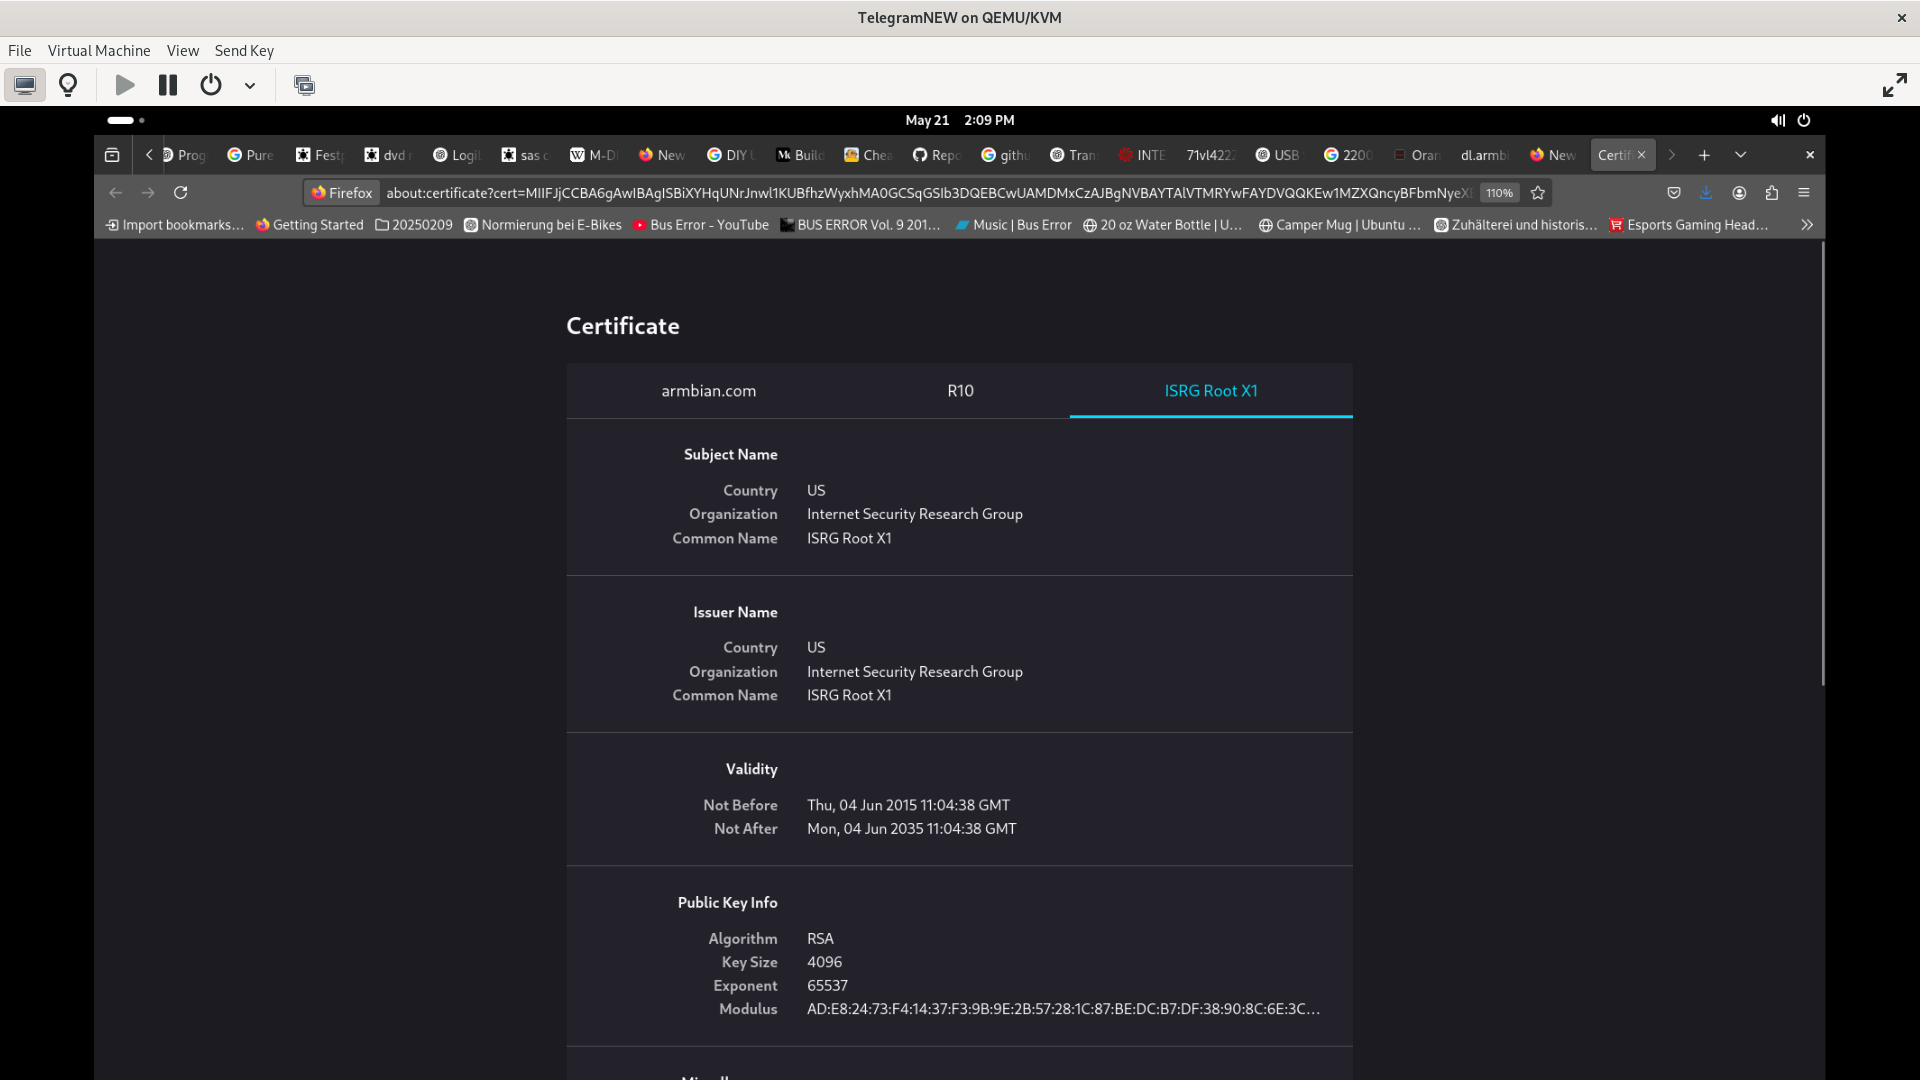 TelegramNEW on QEMU/KVM
File Virtual Machine View Send Key
May 21 2:09 PM
Prog Pure Fest dvd Logi sas M-DI New DIY Build Chea Repo gith Tran INTE 71vl422 USB 2200 Oran dl.armbi New Certif
Firefox about:certificate?cert=MIIFJjCCBA6gAwIBAgISBiXYHqUNrJnwl1KUBfhzWyxhMA0GCSqGSIb3DQEBCwUAMDMxCzAJBgNVBAYTAlVTMRYwFAYDVQQKEw1MZXQncyBFbmNyeX 110%
Import bookmarks… Getting Started 20250209 Normierung bei E-Bikes Bus Error - YouTube BUS ERROR Vol. 9 201… Music | Bus Error 20 oz Water Bottle | U… Camper Mug | Ubuntu … Zuhälterei und historis… Esports Gaming Head…
Certificate
armbian.com R10 ISRG Root X1
Subject Name
Country US
Organization Internet Security Research Group
Common Name ISRG Root X1
Issuer Name
Country US
Organization Internet Security Research Group
Common Name ISRG Root X1
Validity
Not Before Thu, 04 Jun 2015 11:04:38 GMT
Not After Mon, 04 Jun 2035 11:04:38 GMT
Public Key Info
Algorithm RSA
Key Size 4096
Exponent 65537
Modulus AD:E8:24:73:F4:14:37:F3:9B:9E:2B:57:28:1C:87:BE:DC:B7:DF:38:90:8C:6E:3C…